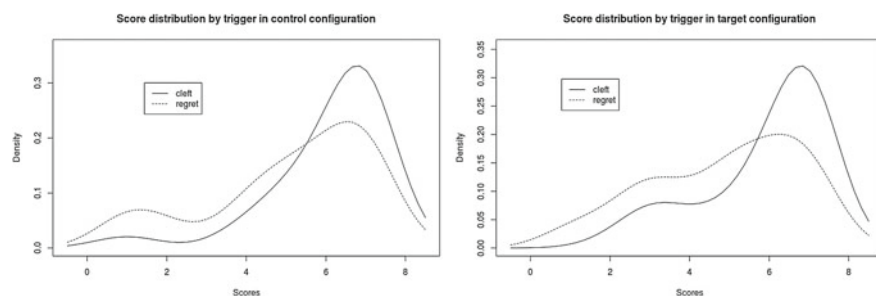 Score distribution by trigger in control configuration
cleft
regret
Density
0.0
0.1
0.2
0.3
0 2 4 6 8
Scores
Score distribution by trigger in target configuration
cleft
regret
Density
0.00
0.05
0.10
0.15
0.20
0.25
0.30
0.35
0 2 4 6 8
Scores